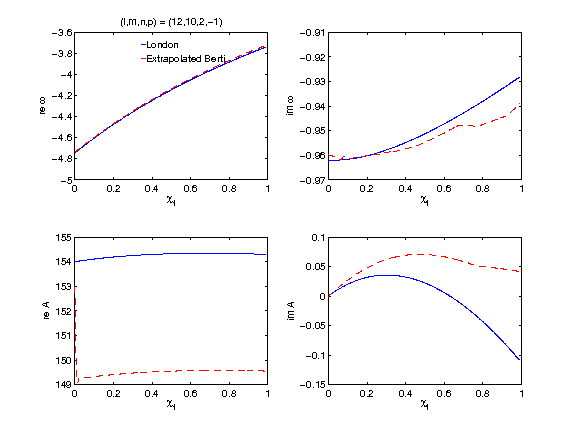 (l,m,n,p) = (12,10,2,−1)
−3.6
−3.8
−4
−4.2
−4.4
−4.6
−4.8
−5
re ω
London
Extrapolated Berti
0 0.2 0.4 0.6 0.8 1
χf
−0.91
−0.92
−0.93
−0.94
−0.95
−0.96
−0.97
im ω
0 0.2 0.4 0.6 0.8 1
χf
155
154
153
152
151
150
149
re A
0 0.2 0.4 0.6 0.8 1
χf
0.1
0.05
0
−0.05
−0.1
−0.15
im A
0 0.2 0.4 0.6 0.8 1
χf